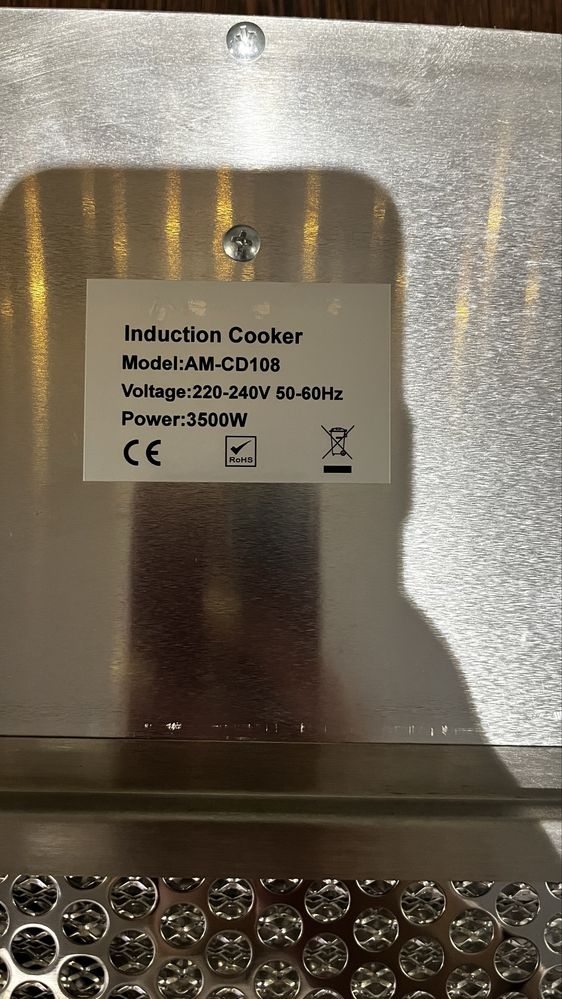 Induction Cooker
Model:AM-CD108
Voltage:220-240V 50-60Hz
Power:3500W
CE
RoHS